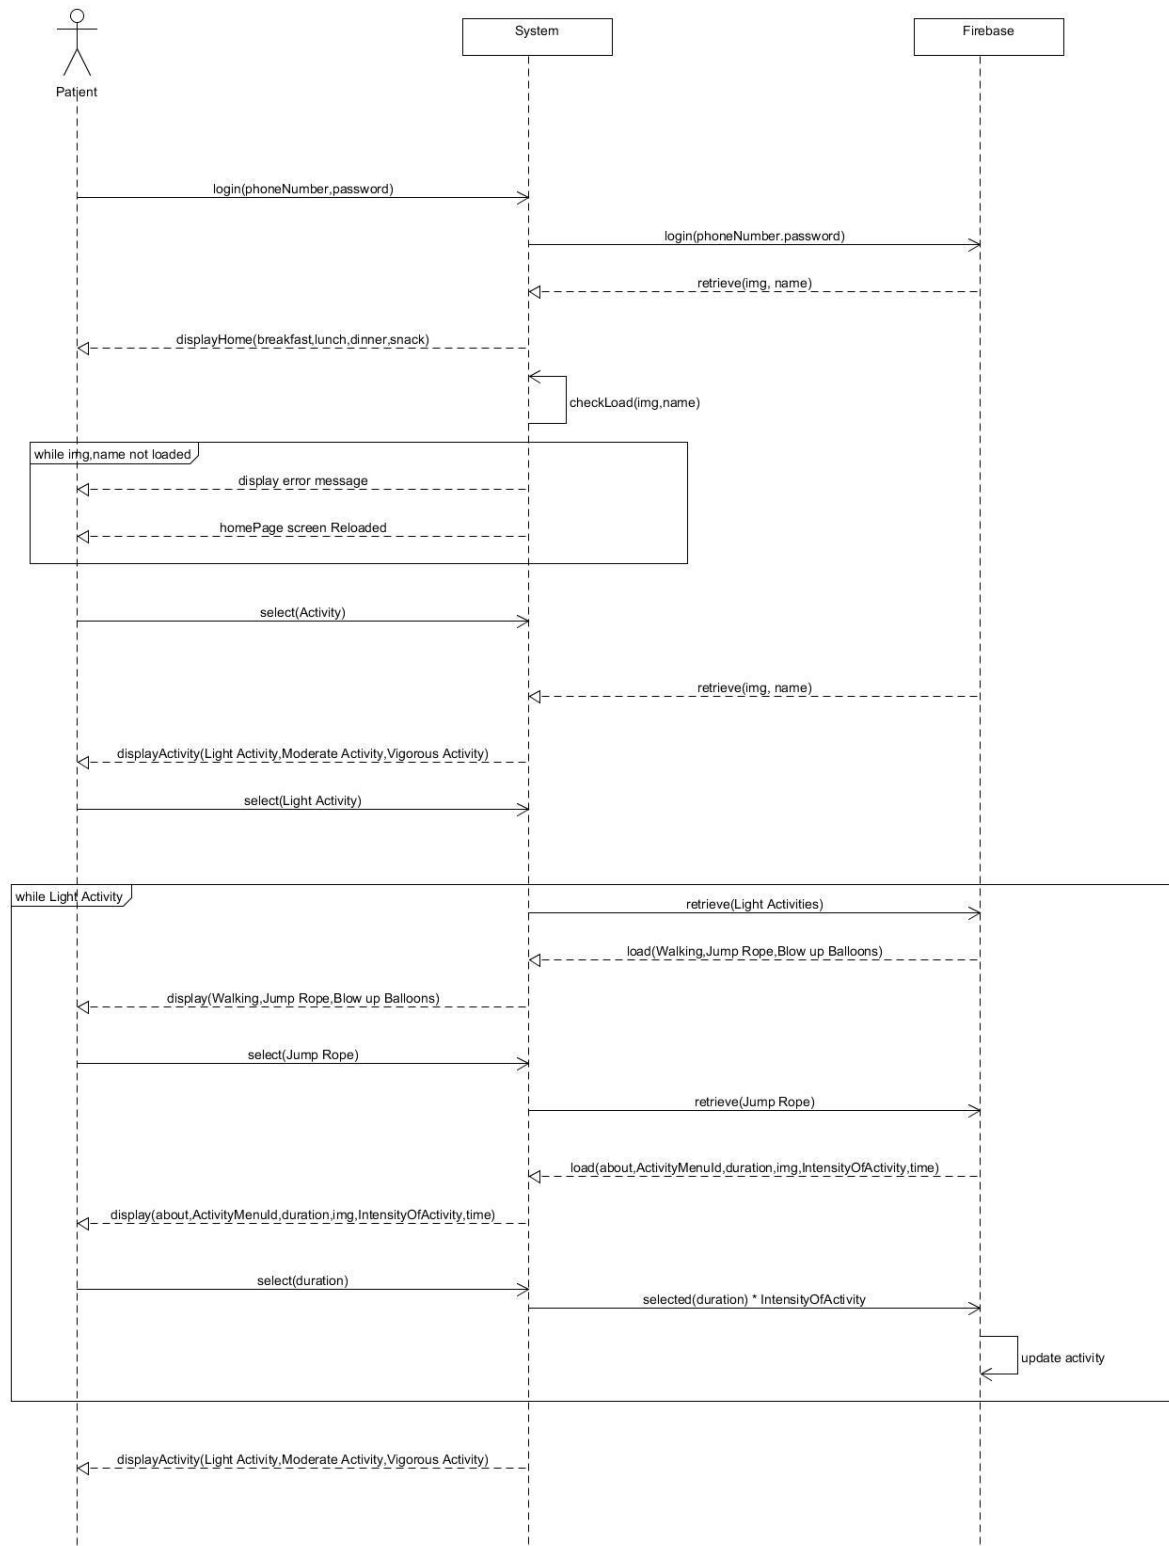 System
Firebase
Patient
login(phoneNumber,password)
login(phoneNumber.password)
retrieve(img, name)
displayHome(breakfast,lunch,dinner,snack)
checkLoad(img,name)
while img,name not loaded
display error message
homePage screen Reloaded
select(Activity)
retrieve(img, name)
displayActivity(Light Activity,Moderate Activity,Vigorous Activity)
select(Light Activity)
while Light Activity
retrieve(Light Activities)
load(Walking,Jump Rope,Blow up Balloons)
display(Walking,Jump Rope,Blow up Balloons)
select(Jump Rope)
retrieve(Jump Rope)
load(about,ActivityMenuId,duration,img,IntensityOfActivity,time)
display(about,ActivityMenuId,duration,img,IntensityOfActivity,time)
select(duration)
selected(duration) * IntensityOfActivity
update activity
displayActivity(Light Activity,Moderate Activity,Vigorous Activity)